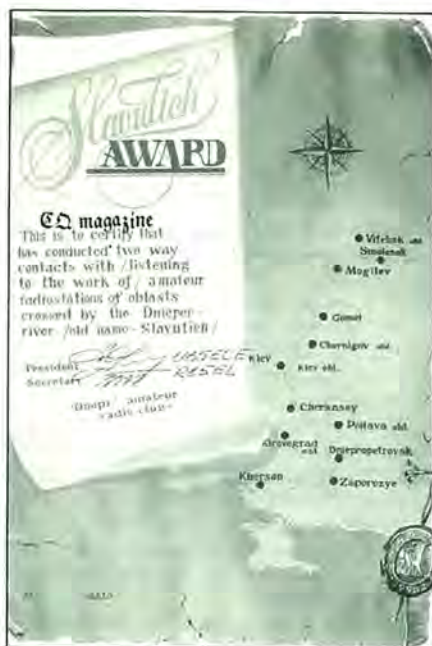 Slavutich
AWARD
CQ magazine
This is to certify that
has conducted two way
contacts with /listening
to the work of/ amateur
radiostations of oblasts
crossed by the Dnieper-
river /old name-Slavutich/
President UB5ELE
Secretary
"Dnepr" amateur
radio club
Vitebsk obl.
Smolensk
Mogilev
Gomel
Chernigov obl.
Kiev
Kiev obl.
Cherkassy
Poltava obl.
Kirovograd
obl.
Dnepropetrovsk
Kherson
Zaporozye